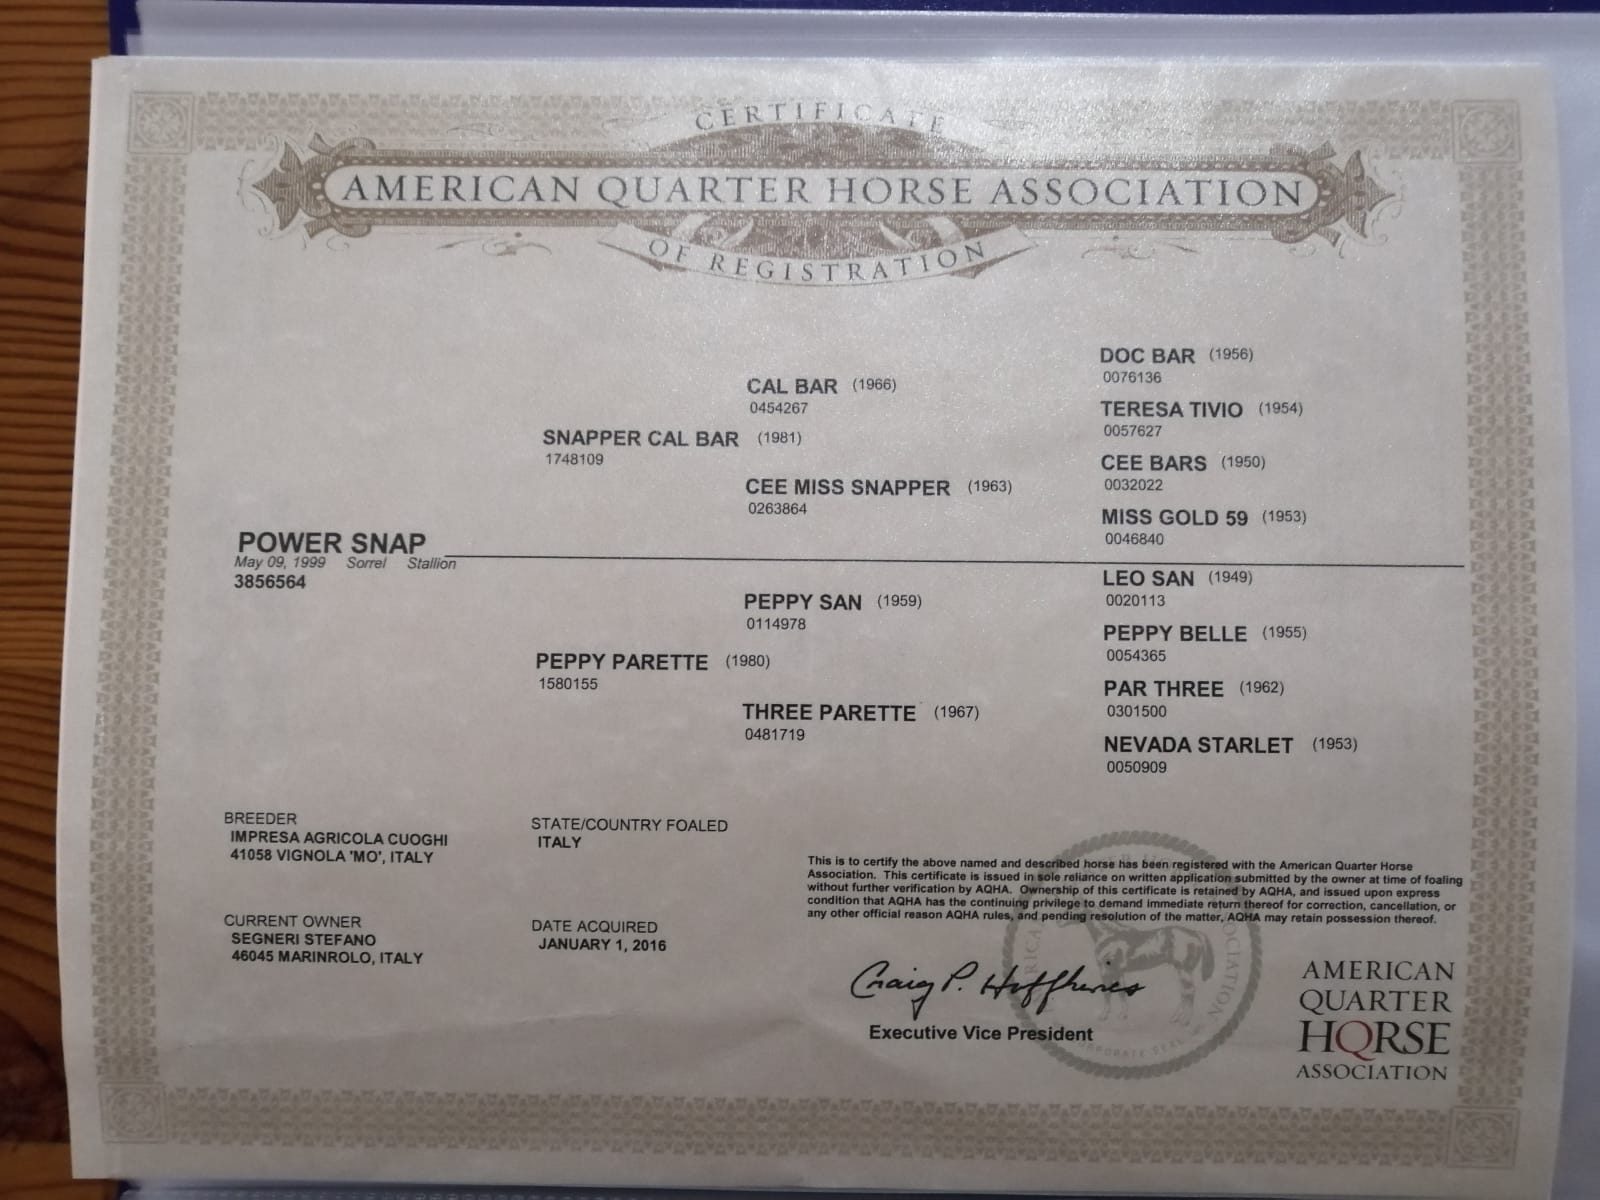 CERTIFICATE
AMERICAN QUARTER HORSE ASSOCIATION
OF REGISTRATION
DOC BAR (1956)
0076136
CAL BAR (1966)
0454267
TERESA TIVIO (1954)
0057627
SNAPPER CAL BAR (1981)
1748109
CEE BARS (1950)
0032022
CEE MISS SNAPPER (1963)
0263864
MISS GOLD 59 (1953)
0046840
POWER SNAP
May 09, 1999 Sorrel Stallion
3856564
LEO SAN (1949)
0020113
PEPPY SAN (1959)
0114978
PEPPY BELLE (1955)
0054365
PEPPY PARETTE (1980)
1580155
PAR THREE (1962)
0301500
THREE PARETTE (1967)
0481719
NEVADA STARLET (1953)
0050909
BREEDER
IMPRESA AGRICOLA CUOGHI
41058 VIGNOLA 'MO', ITALY
STATE/COUNTRY FOALED
ITALY
CURRENT OWNER
SEGNERI STEFANO
46045 MARINROLO, ITALY
DATE ACQUIRED
JANUARY 1, 2016
This is to certify the above named and described horse has been registered with the American Quarter Horse
Association. This certificate is issued in sole reliance on written application submitted by the owner at time of foaling
without further verification by AQHA. Ownership of this certificate is retained by AQHA, and issued upon express
condition that AQHA has the continuing privilege to demand immediate return thereof for correction, cancellation, or
any other official reason AQHA rules, and pending resolution of the matter, AQHA may retain possession thereof.
Craig P. Huffhines
Executive Vice President
AMERICAN
QUARTER
HORSE
ASSOCIATION